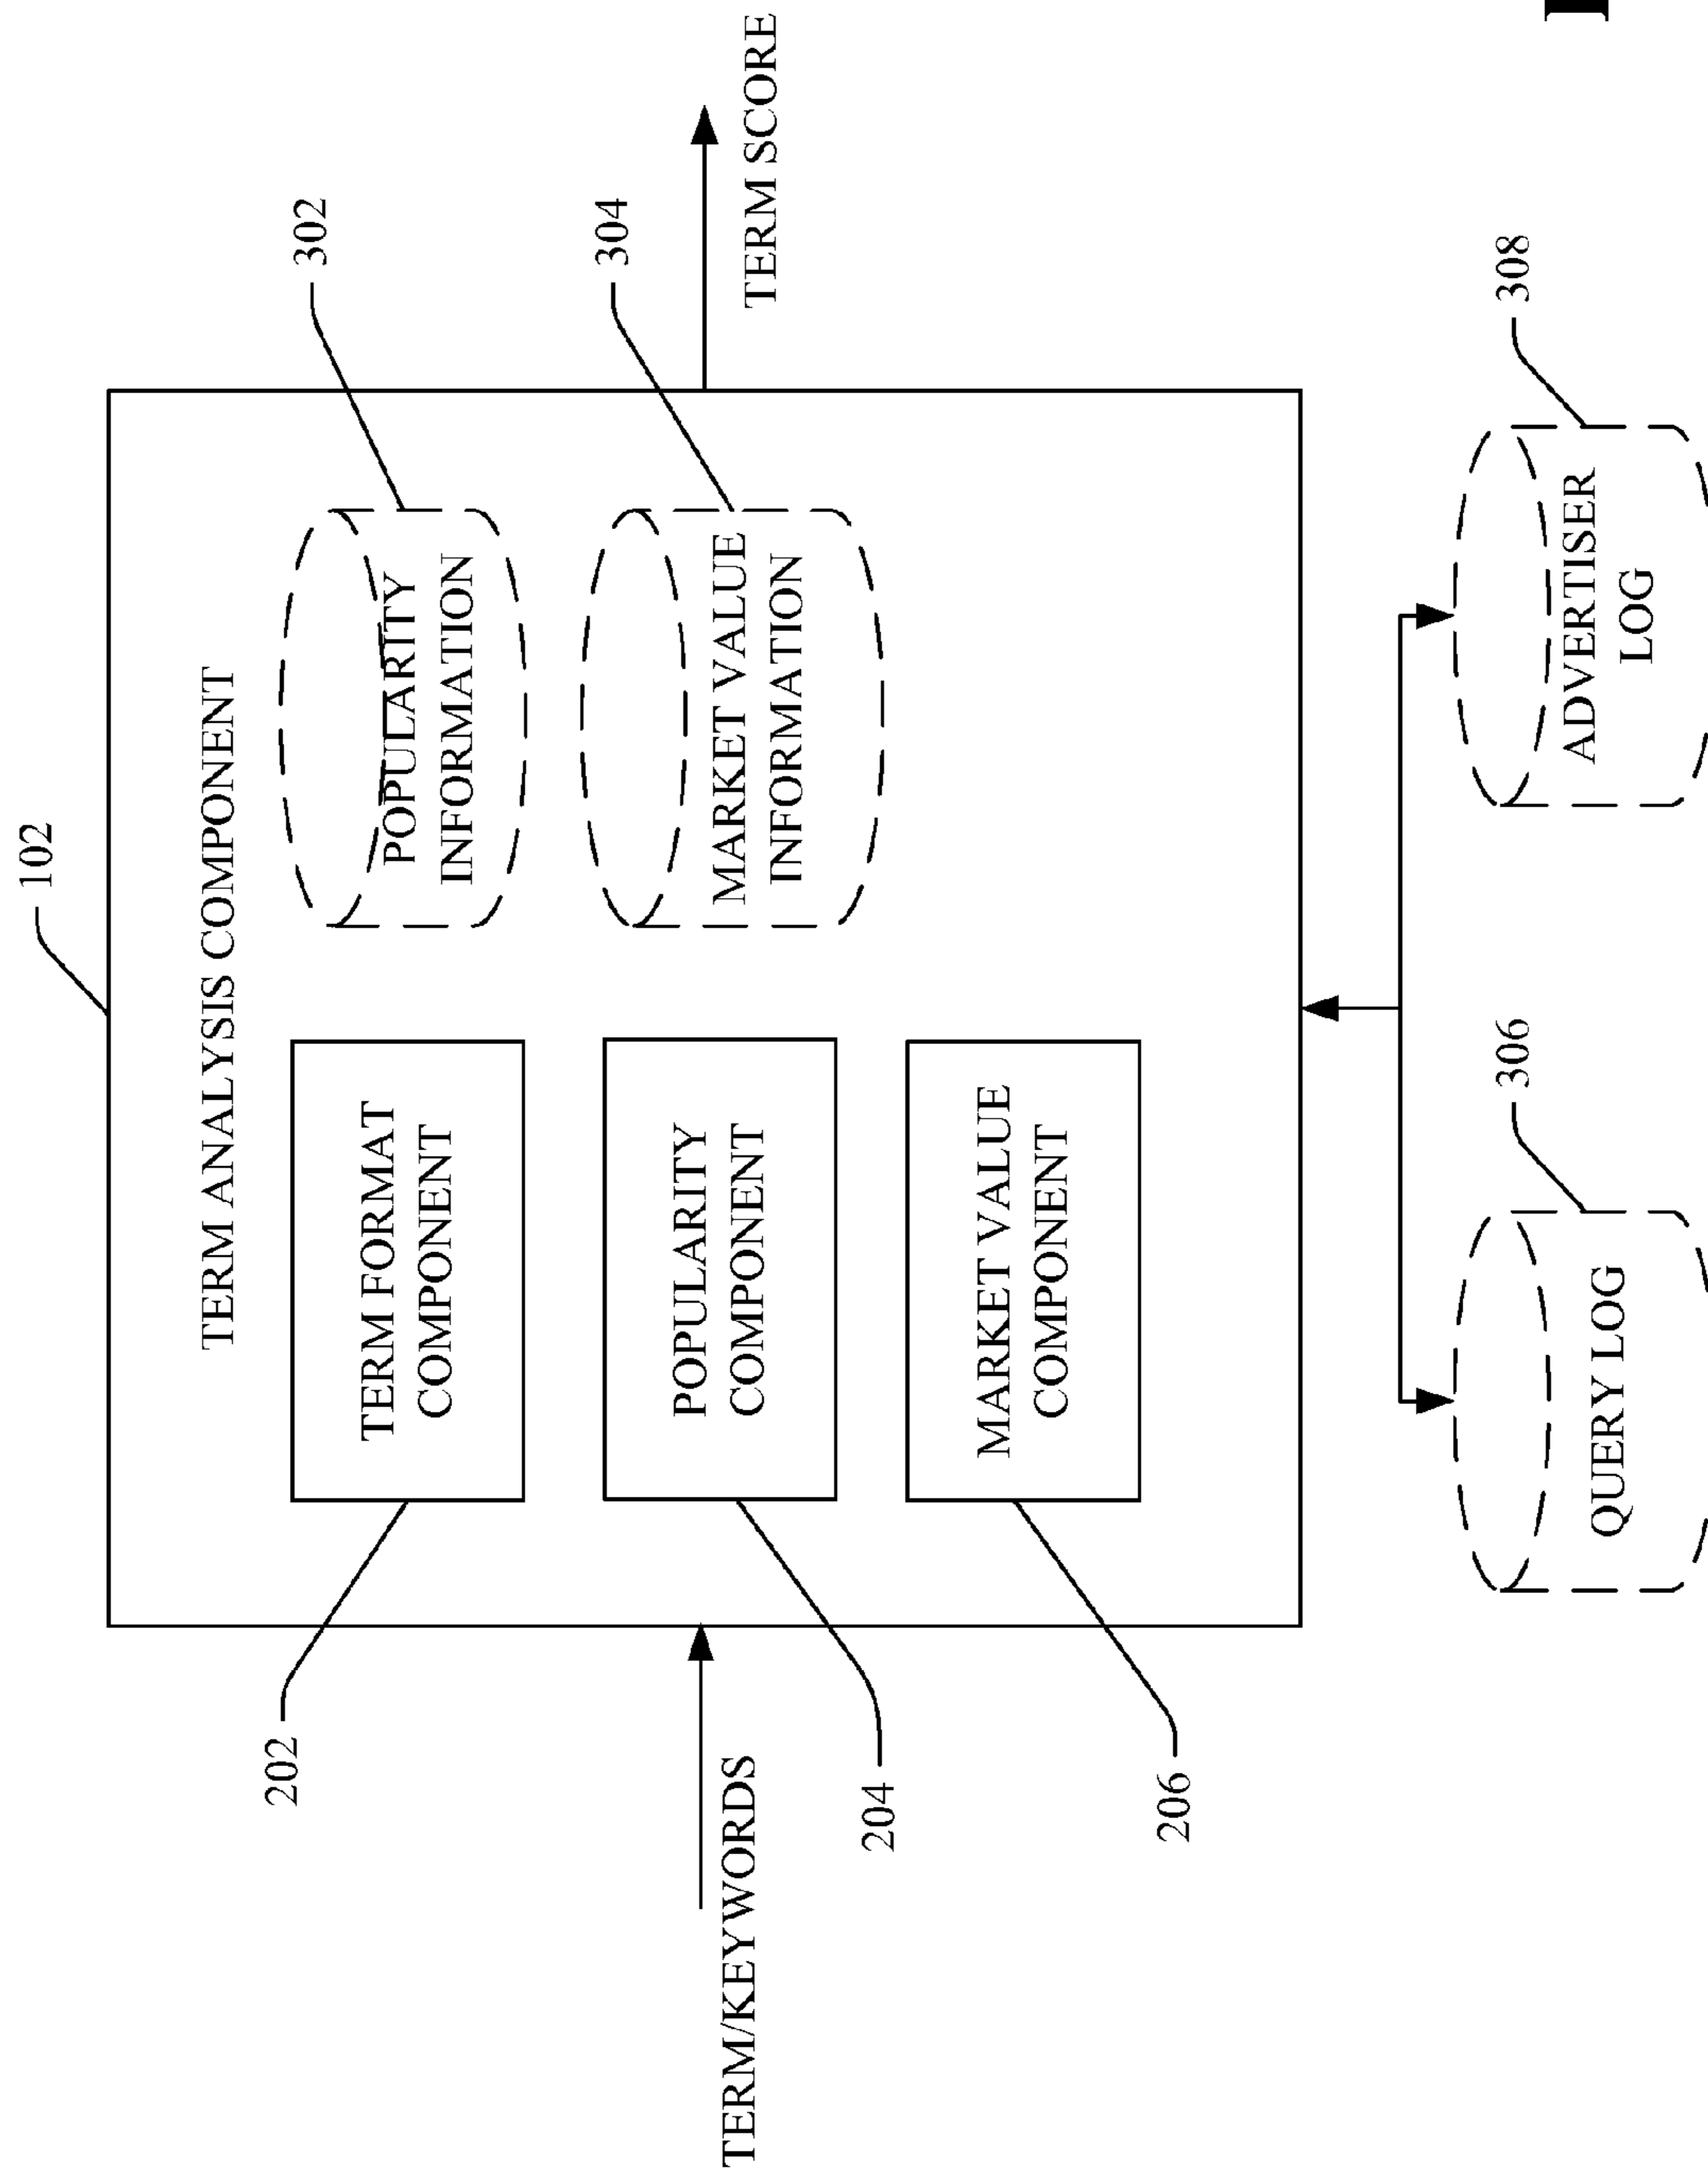 102
TERM ANALYSIS COMPONENT
202
TERM FORMAT
COMPONENT
POPULARITY
INFORMATION
302
204
POPULARITY
COMPONENT
MARKET VALUE
INFORMATION
304
206
MARKET VALUE
COMPONENT
TERM/KEYWORDS
TERM SCORE
306
QUERY LOG
308
ADVERTISER
LOG